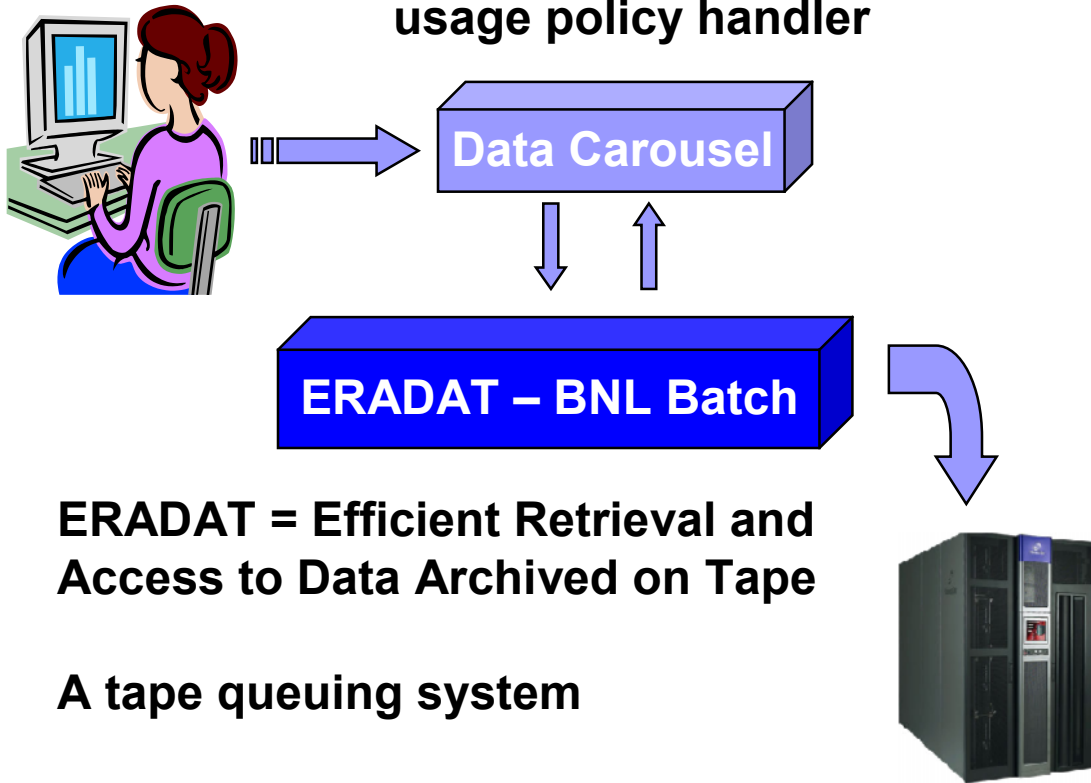 usage policy handler
Data Carousel
ERADAT – BNL Batch
ERADAT = Efficient Retrieval and
Access to Data Archived on Tape
A tape queuing system